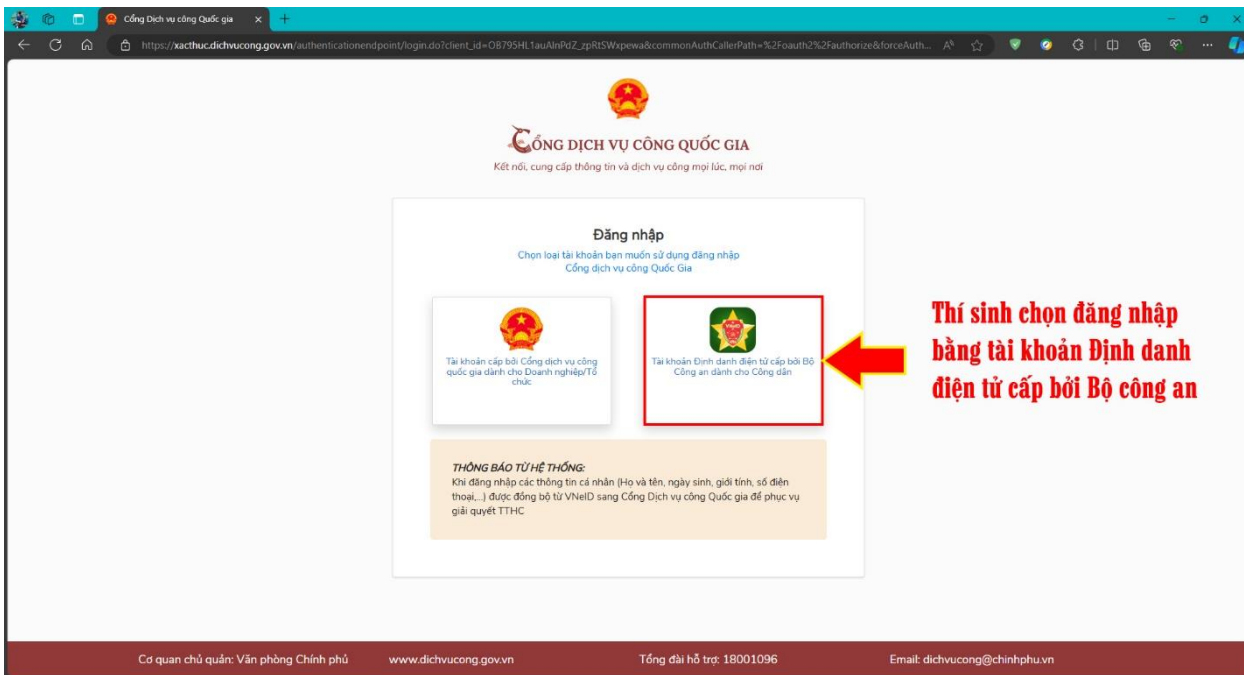 Cổng Dịch vụ công Quốc gia
https://xacthuc.dichvucong.gov.vn/authenticationendpoint/login.do?client_id=OB795HL1auAlnPdZ_zpRtSWxpewa&commonAuthCallerPath=%2Foauth2%2Fauthorize&forceAuth...
CỔNG DỊCH VỤ CÔNG QUỐC GIA
Kết nối, cung cấp thông tin và dịch vụ công mọi lúc, mọi nơi
Đăng nhập
Chọn loại tài khoản bạn muốn sử dụng đăng nhập
Cổng dịch vụ công Quốc Gia
VNeID
Tài khoản cấp bởi Cổng dịch vụ công
quốc gia dành cho Doanh nghiệp/Tổ
chức
Tài khoản Định danh điện tử cấp bởi Bộ
Công an dành cho Công dân
Thí sinh chọn đăng nhập
bằng tài khoản Định danh
điện tử cấp bởi Bộ công an
THÔNG BÁO TỪ HỆ THỐNG:
Khi đăng nhập các thông tin cá nhân (Họ và tên, ngày sinh, giới tính, số điện
thoại,...) được đồng bộ từ VNeID sang Cổng Dịch vụ công Quốc gia để phục vụ
giải quyết TTHC
Cơ quan chủ quản: Văn phòng Chính phủ
www.dichvucong.gov.vn
Tổng đài hỗ trợ: 18001096
Email: dichvucong@chinhphu.vn